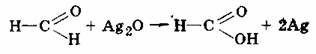 H—C(=O)H + Ag₂O → H—C(=O)OH + 2Ag